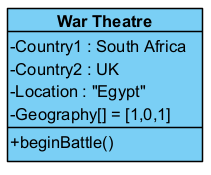 War Theatre
-Country1 : South Africa
-Country2 : UK
-Location : "Egypt"
-Geography[] = [1,0,1]
+beginBattle()